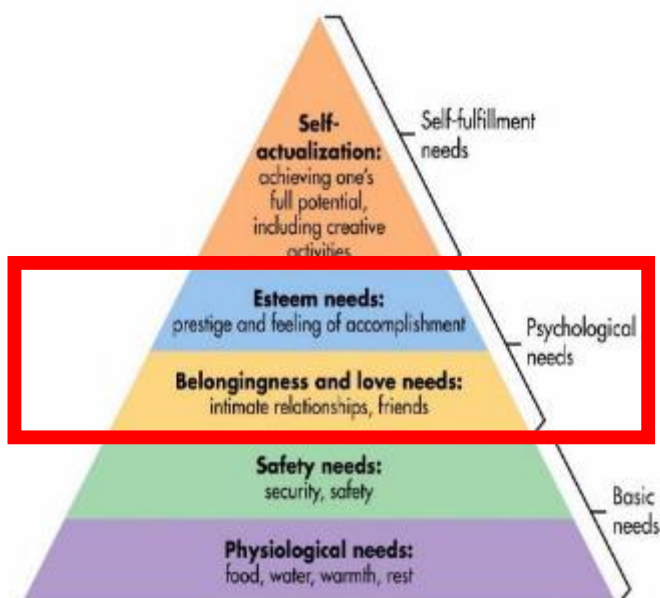 Self-
actualization:
achieving one's
full potential,
including creative
activities
Self-fulfillment
needs
Esteem needs:
prestige and feeling of accomplishment
Psychological
needs
Belongingness and love needs:
intimate relationships, friends
Safety needs:
security, safety
Basic
needs
Physiological needs:
food, water, warmth, rest